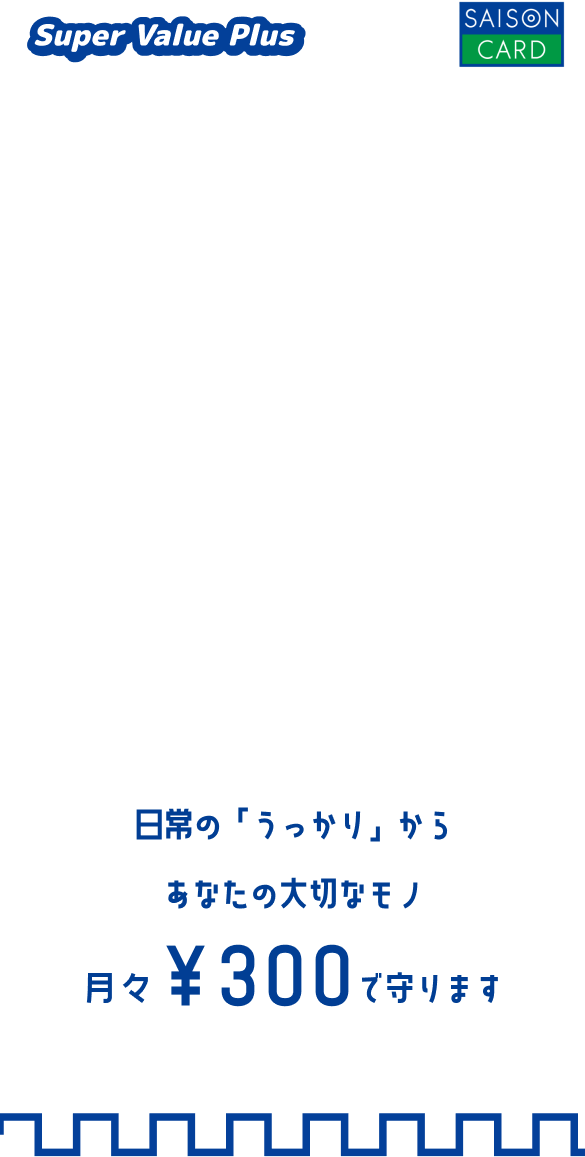 Super Value Plus
SAISON
CARD
日常の「うっかり」から
あなたの大切なモノ
月々¥300で守ります